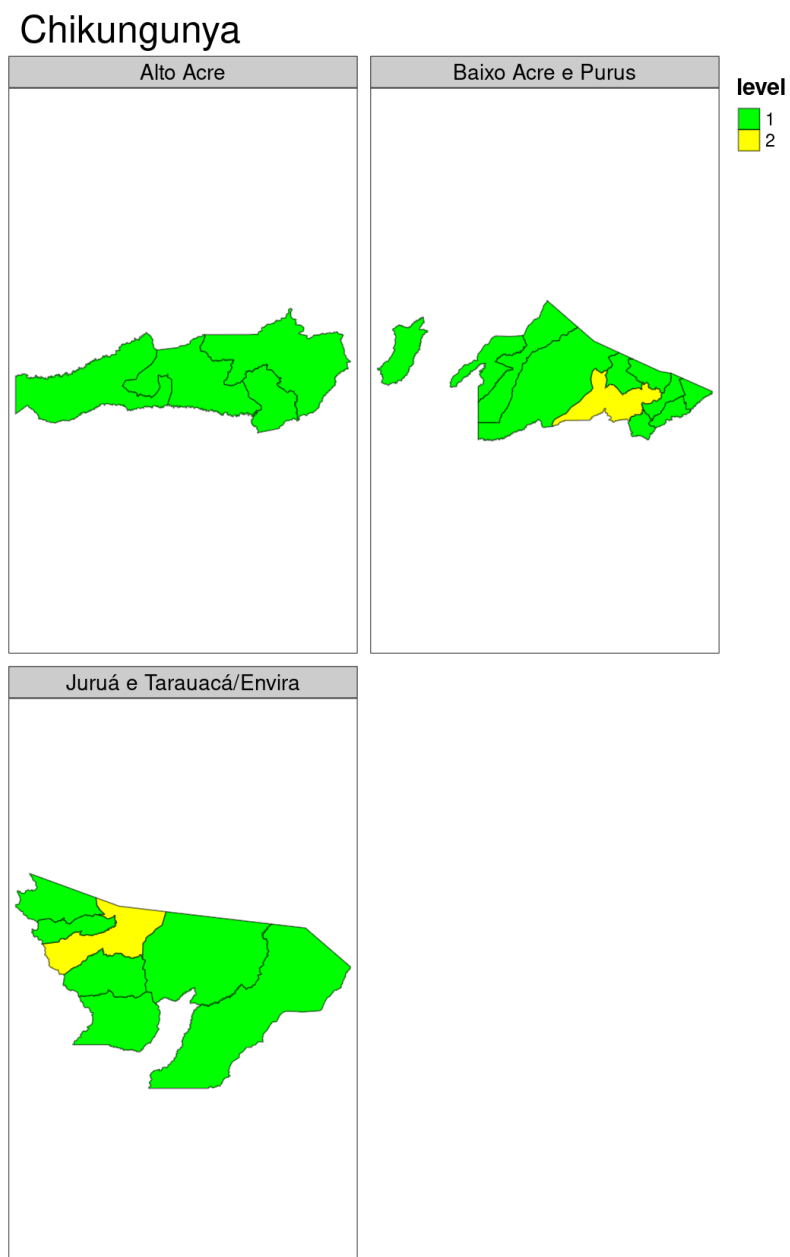 Chikungunya
Alto Acre
Baixo Acre e Purus
level
1
2
Juruá e Tarauacá/Envira